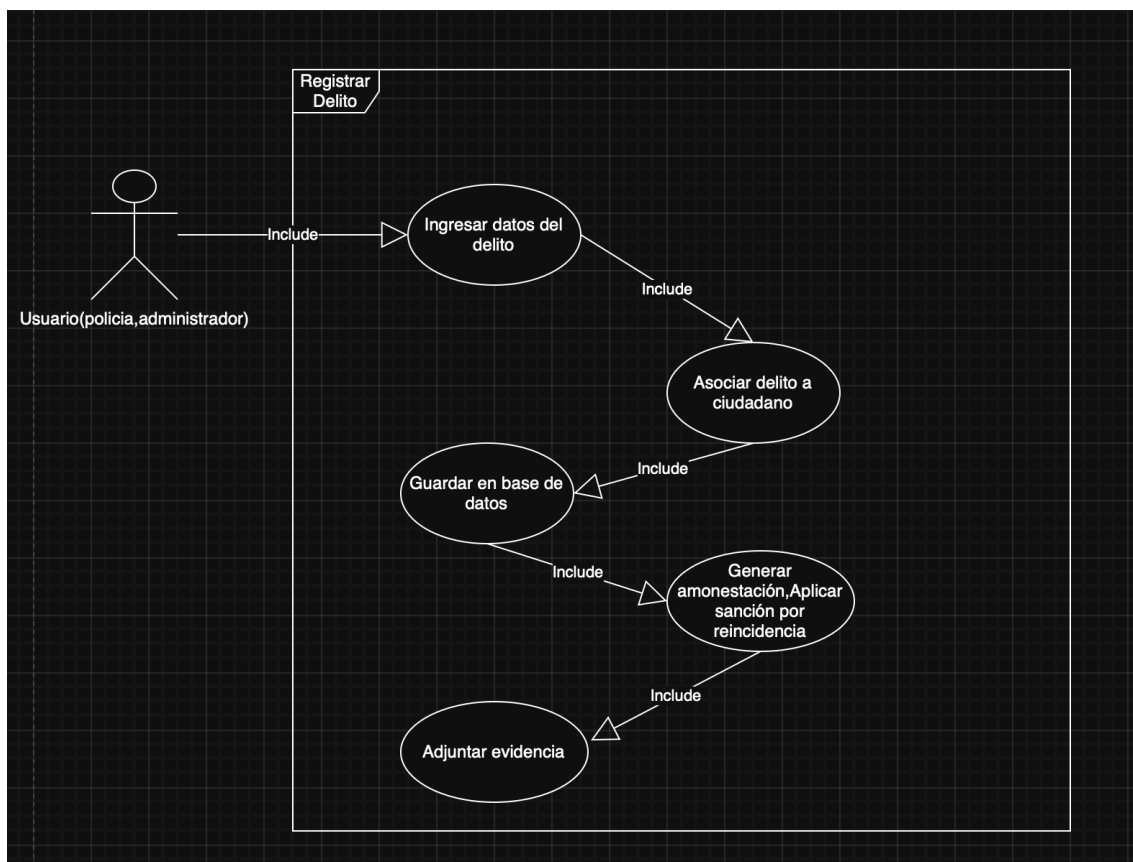 Registrar
Delito
Ingresar datos del
delito
Include
Include
Usuario(policia,administrador)
Asociar delito a
ciudadano
Include
Guardar en base de
datos
Include
Generar
amonestación,Aplicar
sanción por
reincidencia
Include
Adjuntar evidencia